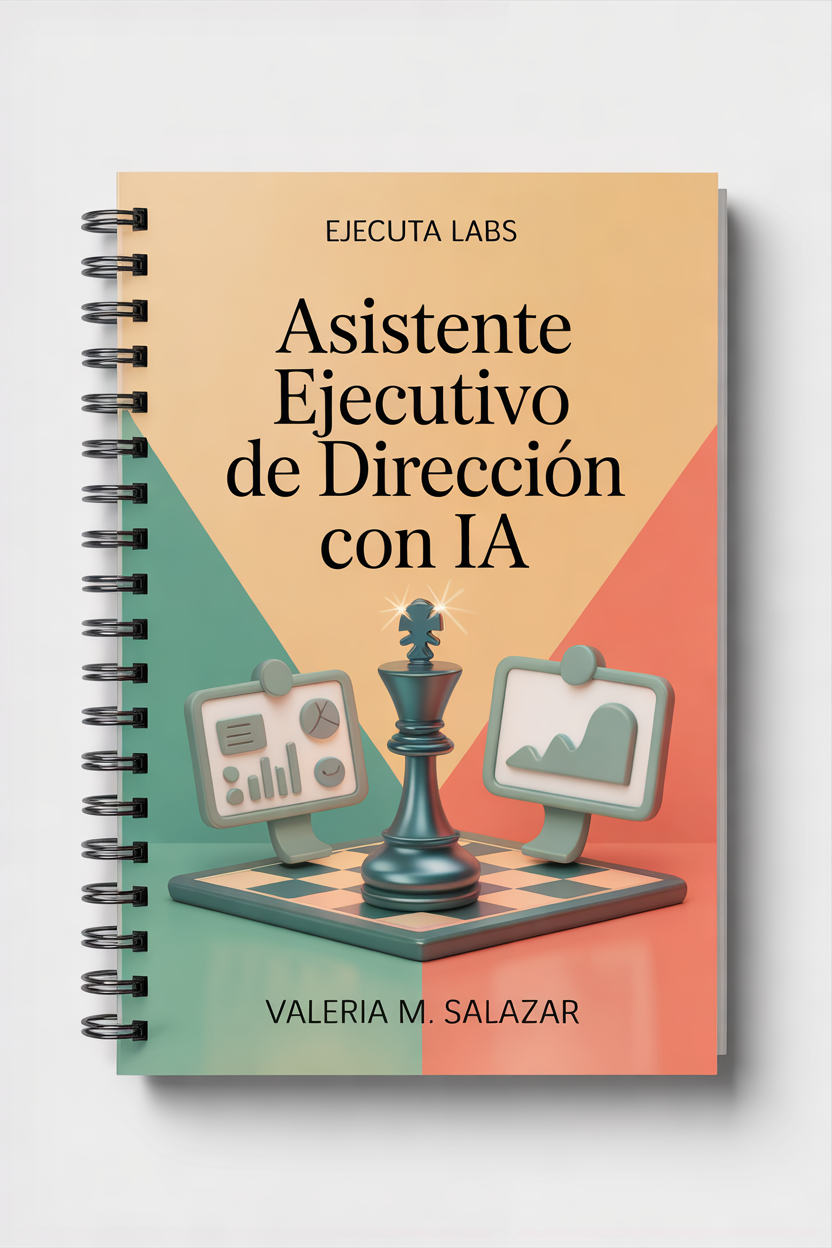 EJECUTA LABS
Asistente
Ejecutivo
de Dirección
con IA
VALERIA M. SALAZAR